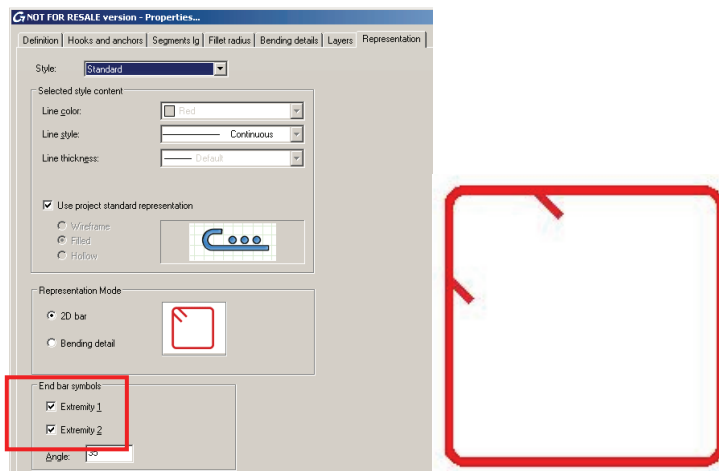 NOT FOR RESALE version - Properties...
Definition Hooks and anchors Segments lg Fillet radius Bending details Layers Representation
Style: Standard
Selected style content
Line color: Red
Line style: Continuous
Line thickness: Default
Use project standard representation
Wireframe
Filled
Hollow
Representation Mode
2D bar
Bending detail
End bar symbols
Extremity 1
Extremity 2
Angle: 35